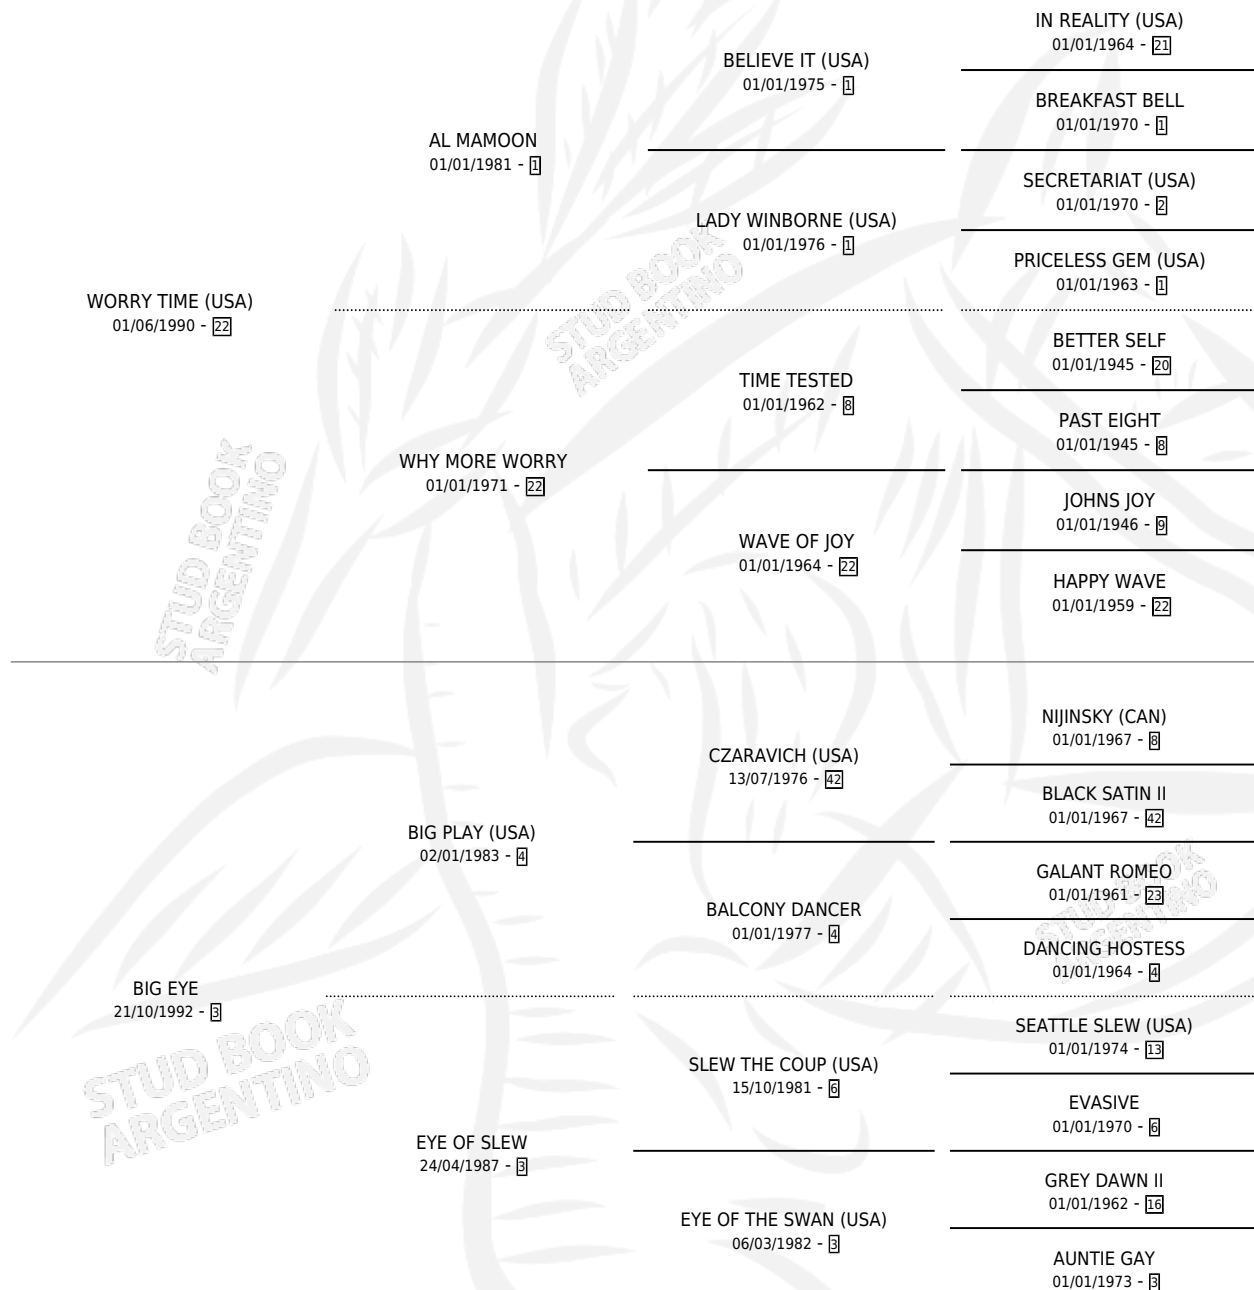 IN REALITY (USA)
01/01/1964 - 21
BELIEVE IT (USA)
01/01/1975 - 1
BREAKFAST BELL
01/01/1970 - 1
AL MAMOON
01/01/1981 - 1
SECRETARIAT (USA)
01/01/1970 - 2
LADY WINBORNE (USA)
01/01/1976 - 1
PRICELESS GEM (USA)
01/01/1963 - 1
WORRY TIME (USA)
01/06/1990 - 22
BETTER SELF
01/01/1945 - 20
TIME TESTED
01/01/1962 - 8
PAST EIGHT
01/01/1945 - 8
WHY MORE WORRY
01/01/1971 - 22
JOHNS JOY
01/01/1946 - 9
WAVE OF JOY
01/01/1964 - 22
HAPPY WAVE
01/01/1959 - 22
NIJINSKY (CAN)
01/01/1967 - 8
CZARAVICH (USA)
13/07/1976 - 42
BLACK SATIN II
01/01/1967 - 42
BIG PLAY (USA)
02/01/1983 - 4
GALANT ROMEO
01/01/1961 - 23
BALCONY DANCER
01/01/1977 - 4
DANCING HOSTESS
01/01/1964 - 4
BIG EYE
21/10/1992 - 3
SEATTLE SLEW (USA)
01/01/1974 - 13
SLEW THE COUP (USA)
15/10/1981 - 6
EVASIVE
01/01/1970 - 6
EYE OF SLEW
24/04/1987 - 3
GREY DAWN II
01/01/1962 - 16
EYE OF THE SWAN (USA)
06/03/1982 - 3
AUNTIE GAY
01/01/1973 - 3
STUD BOOK
ARGENTINO
STUD BOOK
ARGENTINO
STUD BOOK
ARGENTINO
STUD BOOK
ARGENTINO